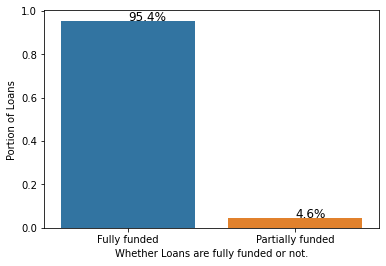 95.4%
1.0
0.8
0.6
0.4
0.2
0.0
Portion of Loans
4.6%
Fully funded
Partially funded
Whether Loans are fully funded or not.